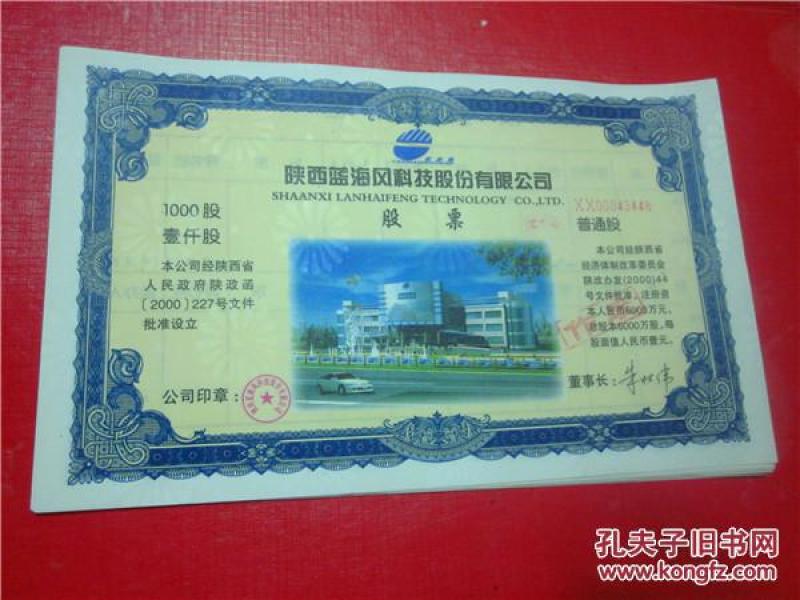 陕西蓝海风科技股份有限公司
SHAANXI LANHAIFENG TECHNOLOGY CO.,LTD.
股票
1000股
壹仟股
普通股
本公司经陕西省
人民政府陕政函
〔2000〕227号文件
批准设立
本公司经陕西省
经济体制改革委员会
陕改办发(2000)44
号文件批准,注册资
本人民币6000万元,
总股本6000万股,每
股面值人民币壹元。
公司印章:
董事长:
孔夫子旧书网
www.kongfz.com